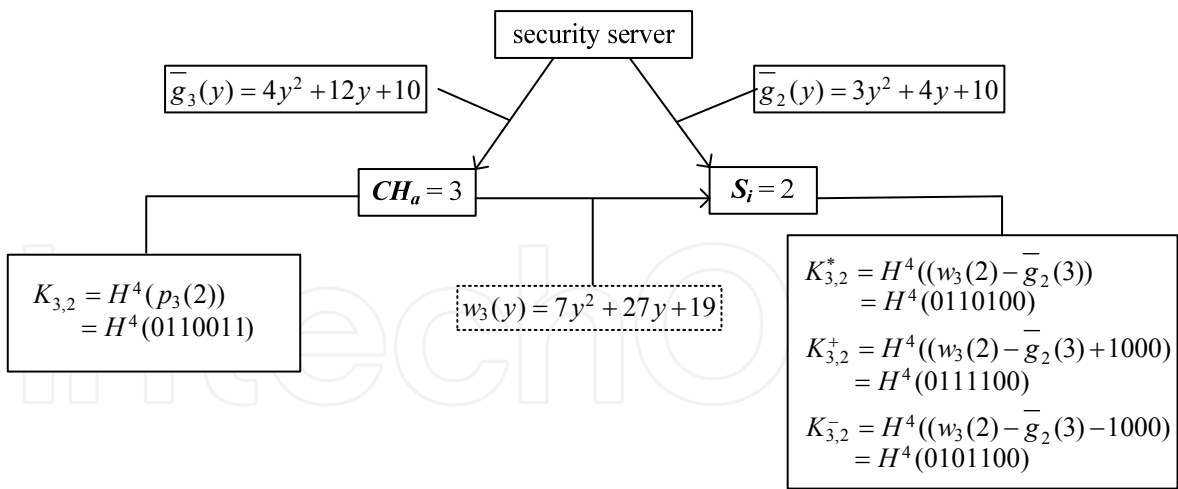 security server
g̅₃(y) = 4y² +12y+10
g̅₂(y) = 3y² + 4y+10
CHₐ = 3
Sᵢ = 2
K₃,₂ = H⁴(p₃(2))
= H⁴(0110011)
w₃(y) = 7y² + 27y +19
K*₃,₂ = H⁴((w₃(2) − g̅₂(3))
= H⁴(0110100)
K⁺₃,₂ = H⁴((w₃(2) − g̅₂(3) +1000)
= H⁴(0111100)
K⁻₃,₂ = H⁴((w₃(2) − g̅₂(3) −1000)
= H⁴(0101100)